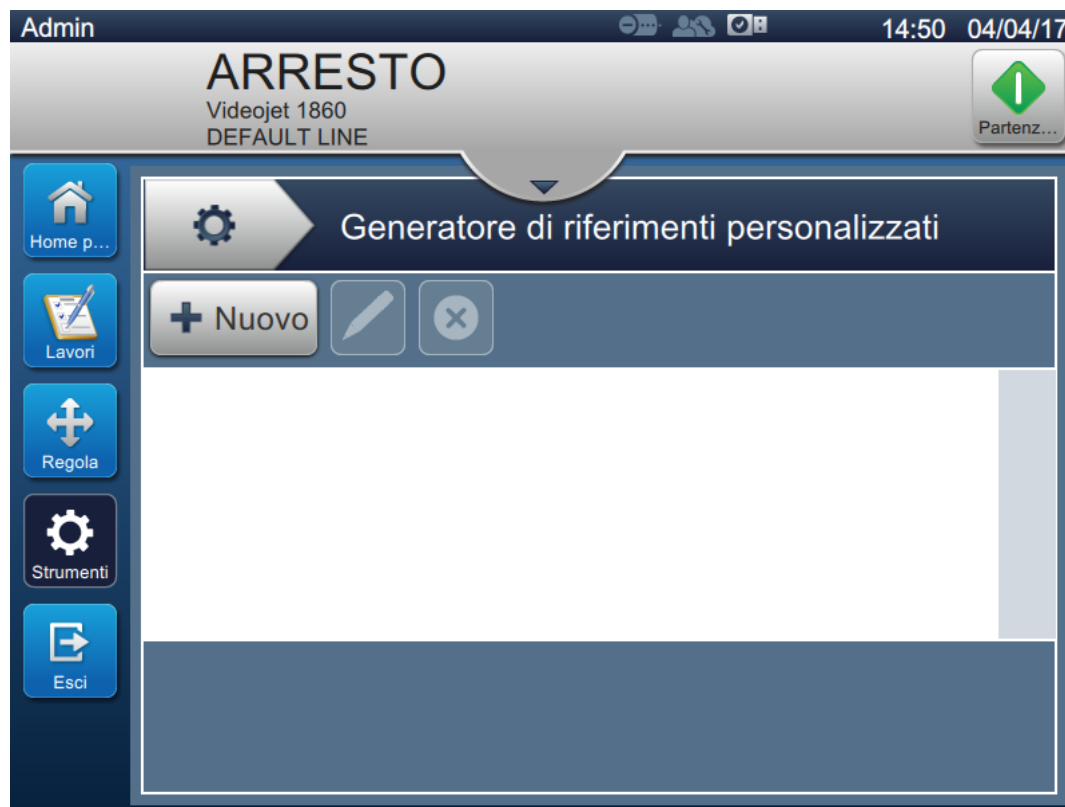 Admin
14:50 04/04/17
ARRESTO
Videojet 1860
DEFAULT LINE
Partenz...
Home p...
Generatore di riferimenti personalizzati
Nuovo
Lavori
Regola
Strumenti
Esci